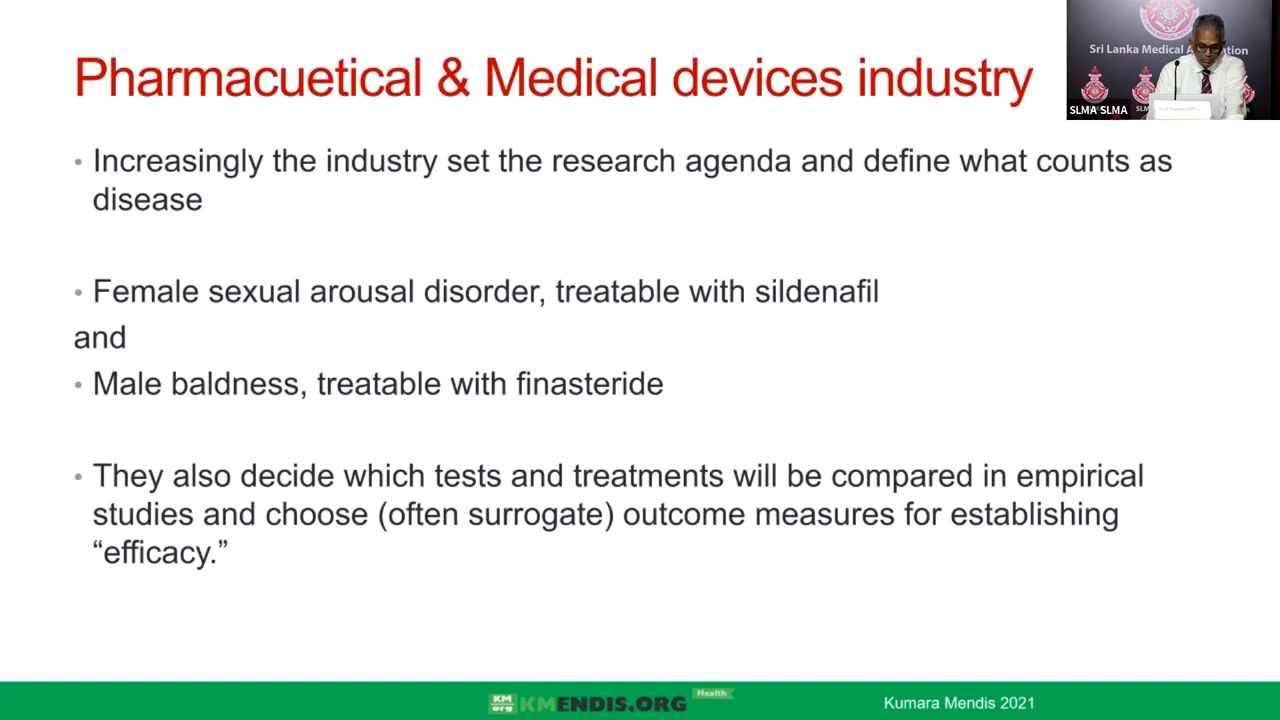 Pharmacuetical & Medical devices industry
• Increasingly the industry set the research agenda and define what counts as
disease
• Female sexual arousal disorder, treatable with sildenafil
and
• Male baldness, treatable with finasteride
• They also decide which tests and treatments will be compared in empirical
studies and choose (often surrogate) outcome measures for establishing
“efficacy.”
Sri Lanka Medical A nation
SLMA SLMA
KM
org
KMENDIS.ORG
Health
Kumara Mendis 2021